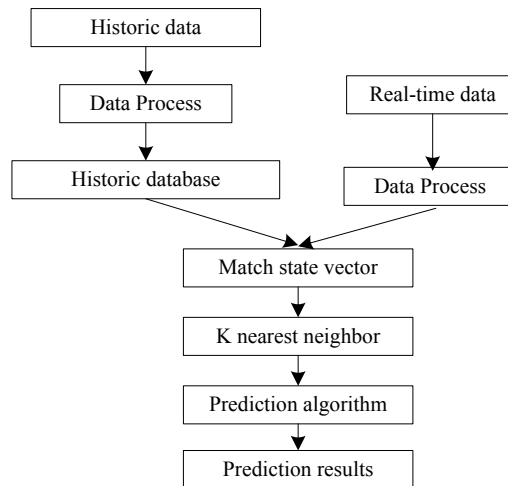 Historic data
Data Process
Historic database
Real-time data
Data Process
Match state vector
K nearest neighbor
Prediction algorithm
Prediction results